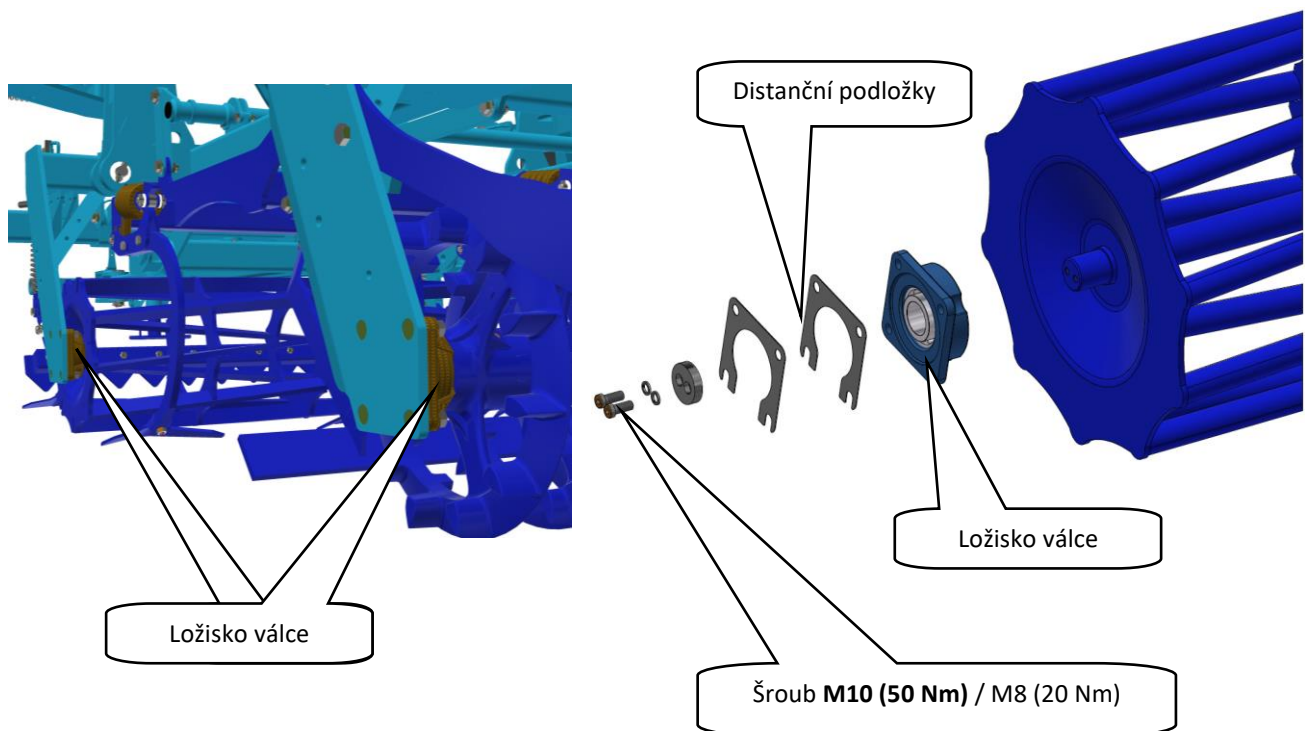 Distanční podložky
Ložisko válce
Ložisko válce
Šroub M10 (50 Nm) / M8 (20 Nm)